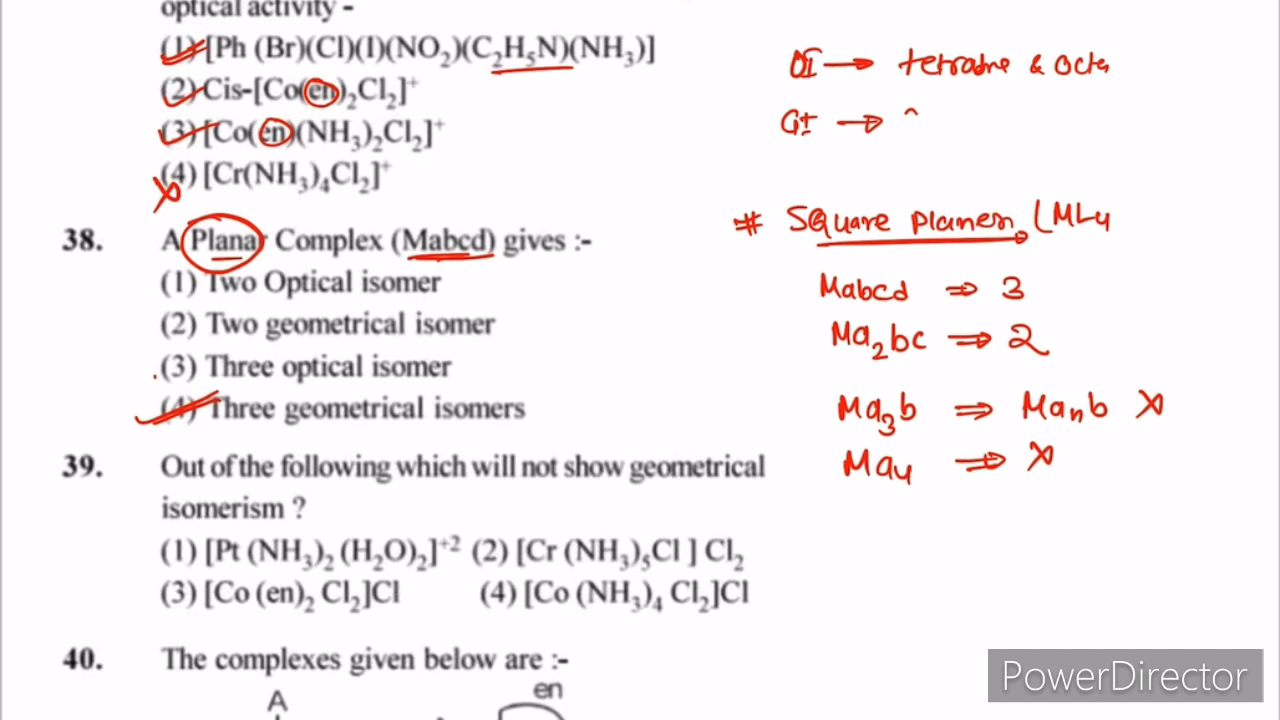 optical activity -
(1) [Ph (Br)(Cl)(I)(NO₂)(C₂H₅N)(NH₃)]
(2) Cis-[Co(en)₂Cl₂]⁺
(3) [Co(en)(NH₃)₂Cl₂]⁺
(4) [Cr(NH₃)₄Cl₂]⁺
38. A Planar Complex (Mabcd) gives :-
(1) Two Optical isomer
(2) Two geometrical isomer
(3) Three optical isomer
(4) Three geometrical isomers
39. Out of the following which will not show geometrical
isomerism ?
(1) [Pt (NH₃)₂ (H₂O)₂]⁺² (2) [Cr (NH₃)₅Cl ] Cl₂
(3) [Co (en)₂ Cl₂]Cl (4) [Co (NH₃)₄ Cl₂]Cl
40. The complexes given below are :-
A
en
OI → & Octa
GI →
# Square planer (ML₄
Mabcd ⇒ 3
Ma₂bc ⇒ 2
Ma₃b ⇒ Maₙb X
Ma₄ ⇒ X
PowerDirector